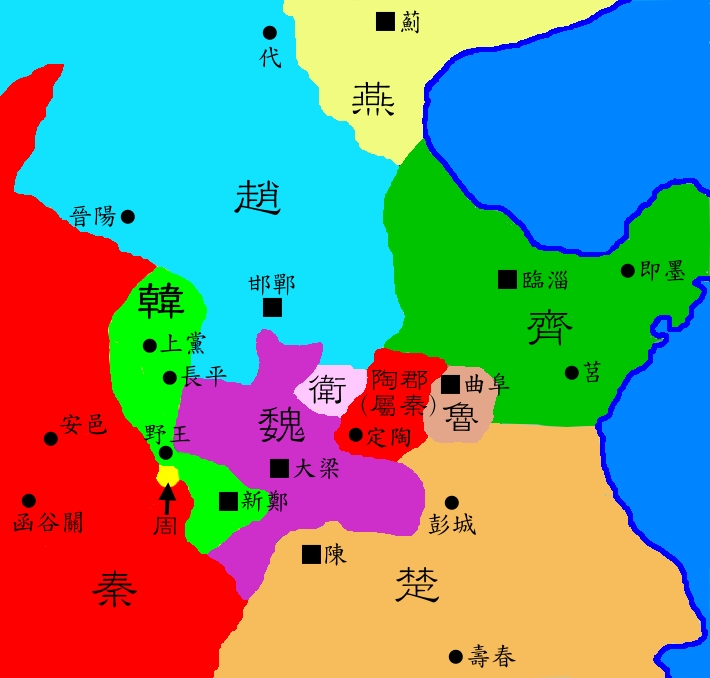 薊
代
燕
趙
晉陽
邯鄲
臨淄
即墨
齊
韓
上黨
長平
莒
衛
陶郡
(屬秦)
曲阜
魯
魏
定陶
安邑
野王
大梁
新鄭
函谷關
周
彭城
陳
秦
楚
壽春